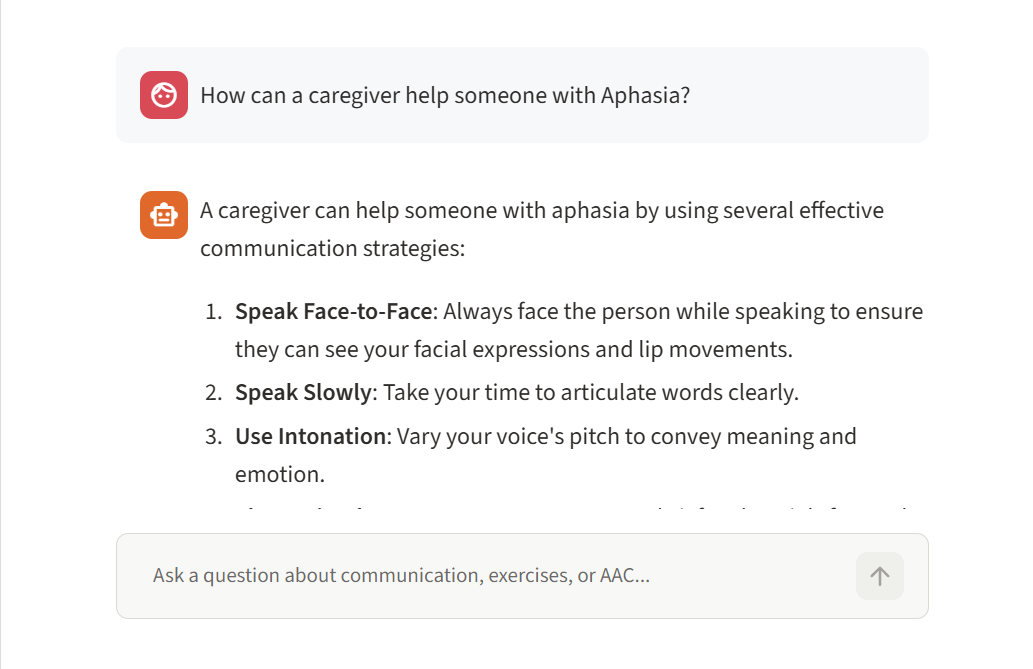 How can a caregiver help someone with Aphasia?
A caregiver can help someone with aphasia by using several effective
communication strategies:
1. Speak Face-to-Face: Always face the person while speaking to ensure
they can see your facial expressions and lip movements.
2. Speak Slowly: Take your time to articulate words clearly.
3. Use Intonation: Vary your voice's pitch to convey meaning and
emotion.
Ask a question about communication, exercises, or AAC...